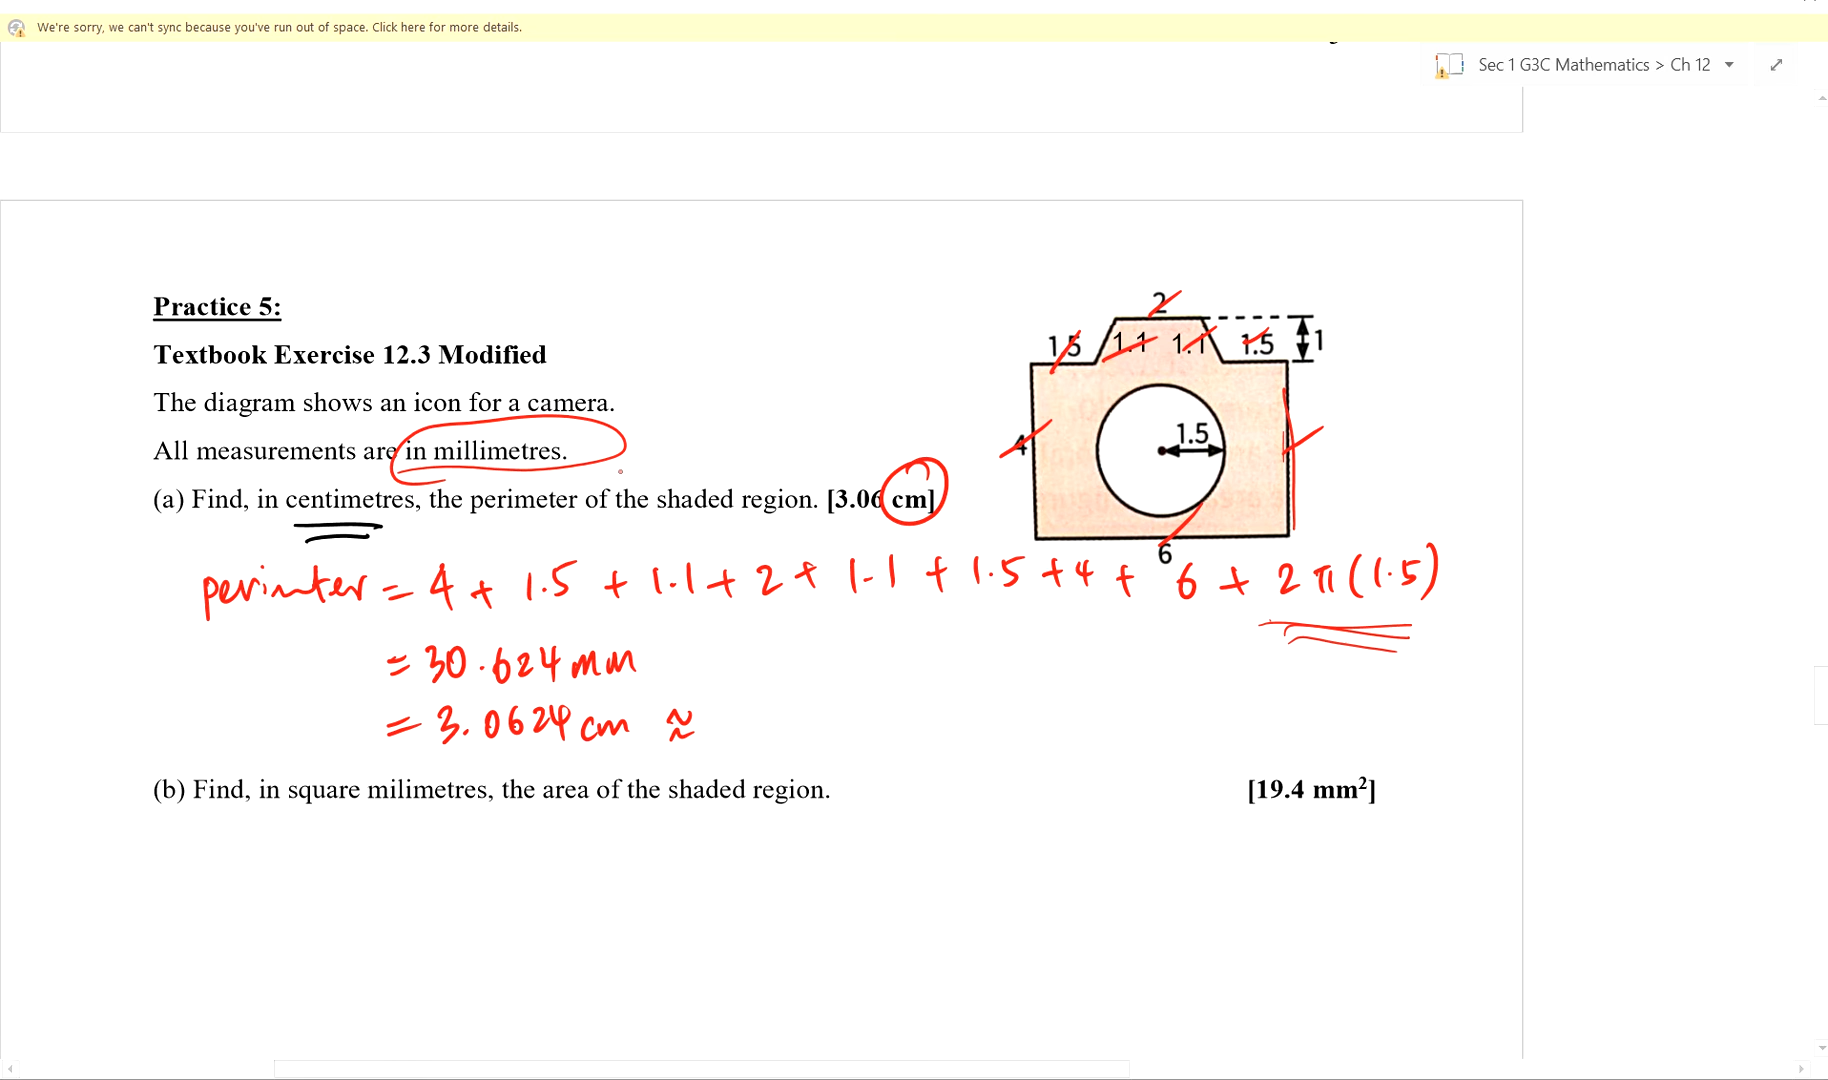 We're sorry, we can't sync because you've run out of space. Click here for more details.
Sec 1 G3C Mathematics > Ch 12
Practice 5:
Textbook Exercise 12.3 Modified
The diagram shows an icon for a camera.
All measurements are in millimetres.
(a) Find, in centimetres, the perimeter of the shaded region. [3.06 cm]
2
1.5 1.1 1.1 1.5 1
4 1.5
6
perimeter = 4 + 1.5 + 1.1 + 2 + 1.1 + 1.5 + 4 + 6 + 2π(1.5)
= 30.624 mm
= 3.0624 cm ≈
(b) Find, in square milimetres, the area of the shaded region. [19.4 mm²]